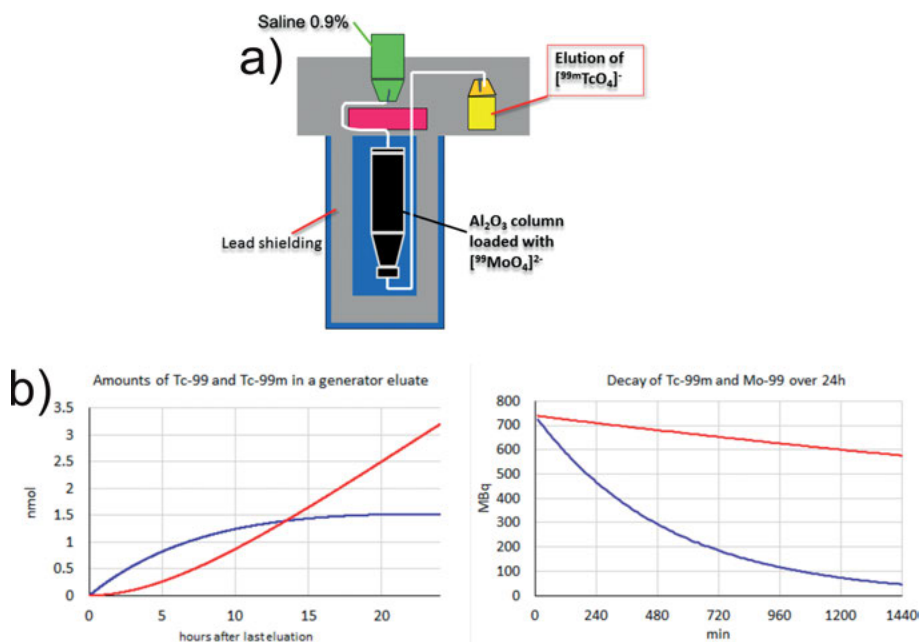 a)
Saline 0.9%
Elution of
[⁹⁹ᵐTcO₄]⁻
Lead shielding
Al₂O₃ column
loaded with
[⁹⁹MoO₄]²⁻
b)
Amounts of Tc-99 and Tc-99m in a generator eluate
3.5
3
2.5
2
1.5
1
0.5
0
nmol
0 5 10 15 20
hours after last eluation
Decay of Tc-99m and Mo-99 over 24h
800
700
600
500
400
300
200
100
0
MBq
0 240 480 720 960 1200 1440
min